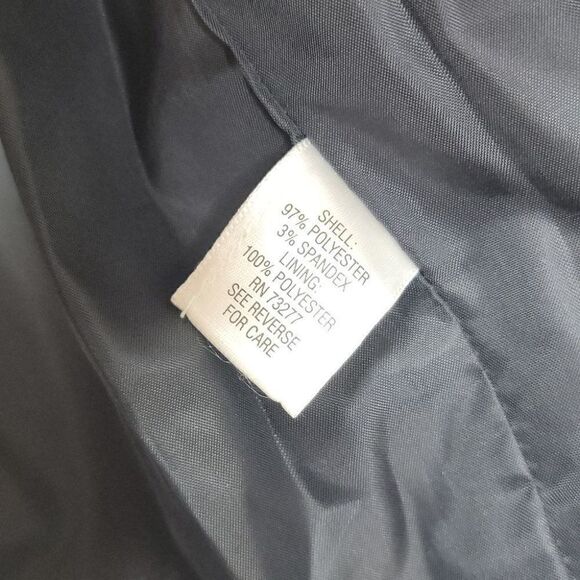 SHELL:
97% POLYESTER
3% SPANDEX
LINING:
100% POLYESTER
RN 73277
SEE REVERSE
FOR CARE